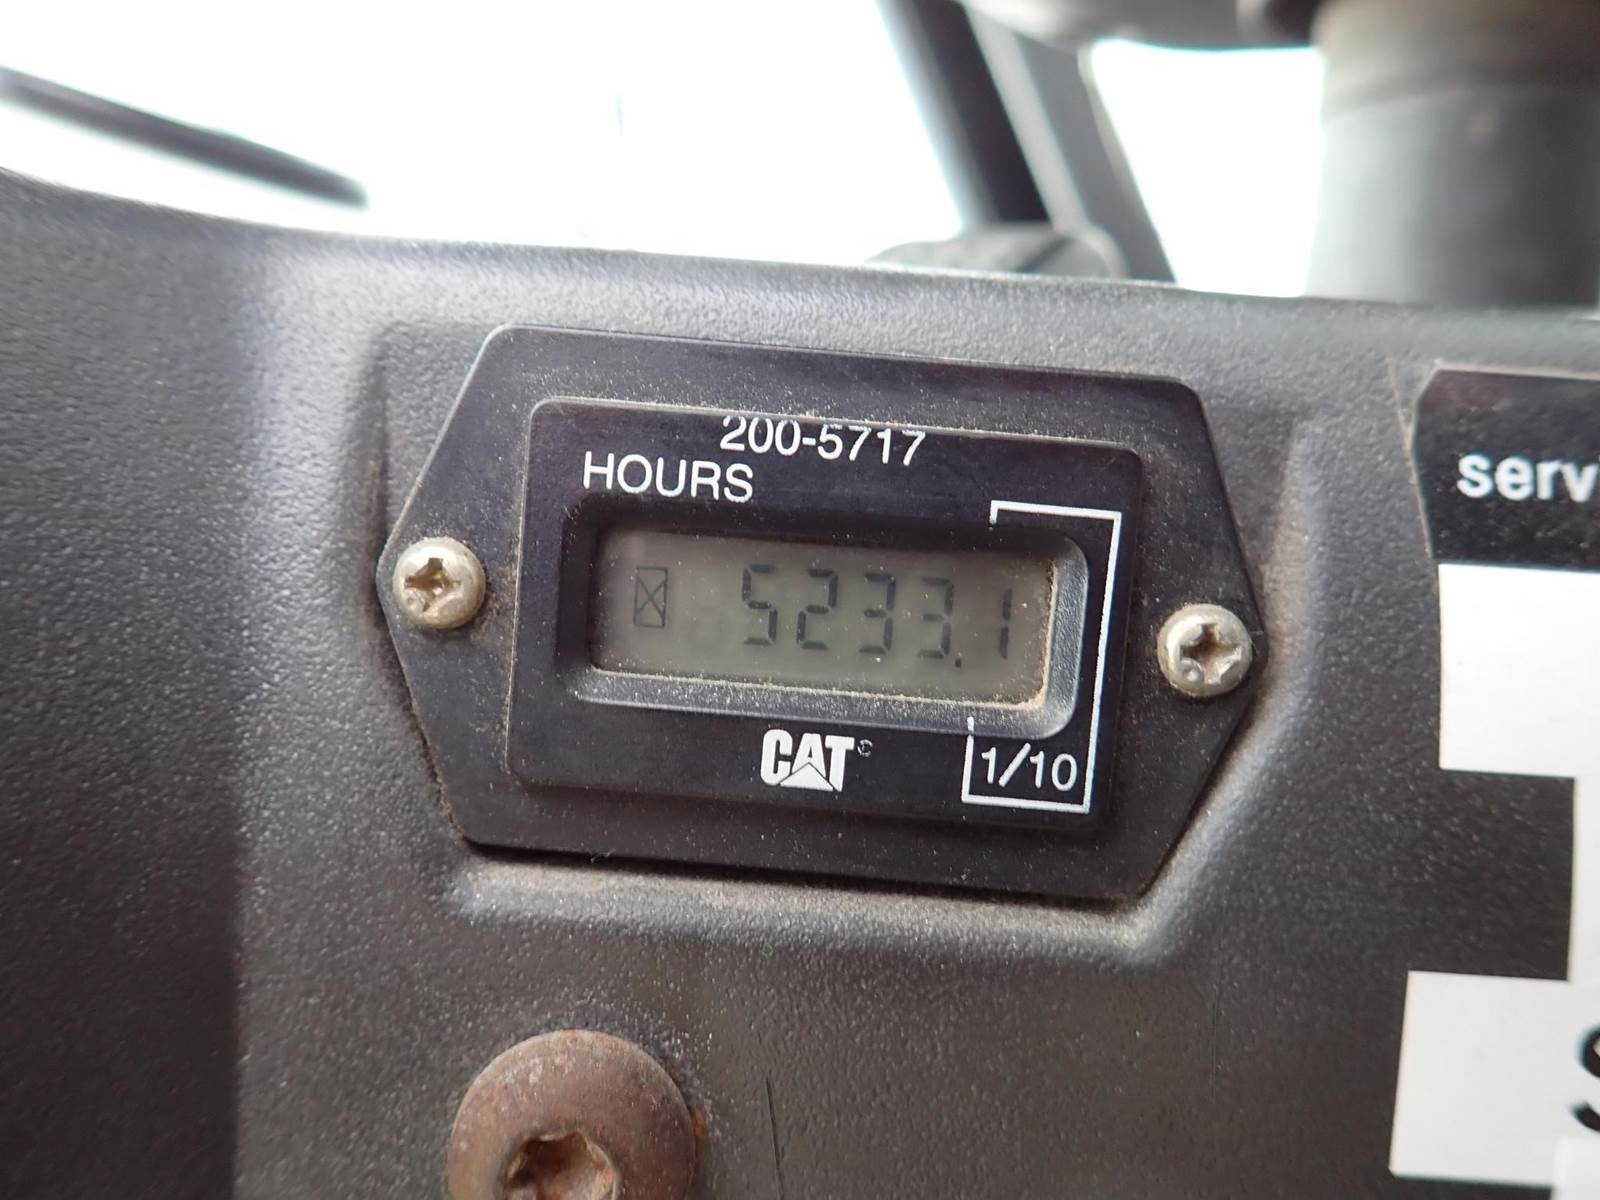 200-5717
HOURS
5233.1
CAT
1/10
serv